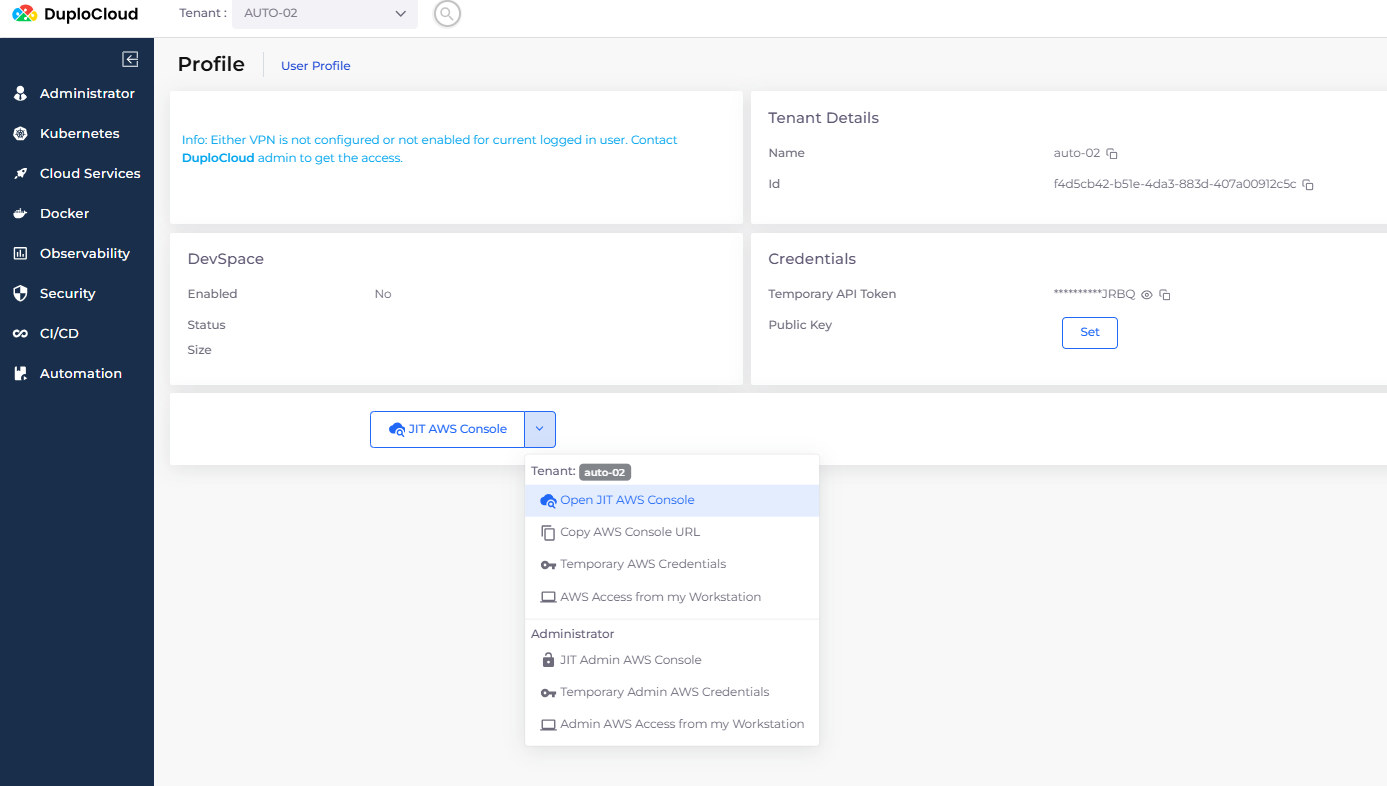 DuploCloud
Tenant : AUTO-02
Administrator
Kubernetes
Cloud Services
Docker
Observability
Security
CI/CD
Automation
Profile
User Profile
Info: Either VPN is not configured or not enabled for current logged in user. Contact
DuploCloud admin to get the access.
Tenant Details
Name auto-02
Id f4d5cb42-b51e-4da3-883d-407a00912c5c
DevSpace
Enabled No
Status
Size
Credentials
Temporary API Token **********JRBQ
Public Key Set
JIT AWS Console
Tenant: auto-02
Open JIT AWS Console
Copy AWS Console URL
Temporary AWS Credentials
AWS Access from my Workstation
Administrator
JIT Admin AWS Console
Temporary Admin AWS Credentials
Admin AWS Access from my Workstation